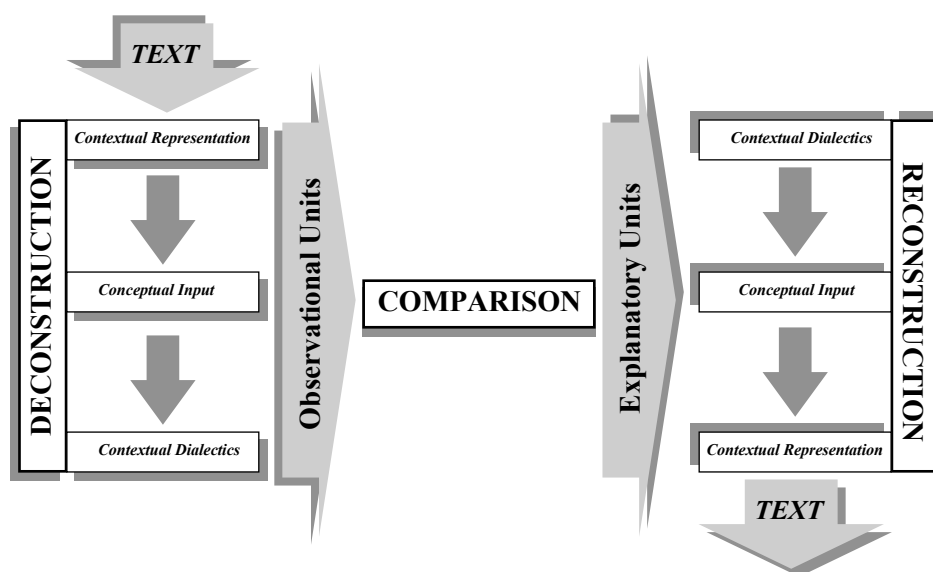 TEXT
DECONSTRUCTION
Contextual Representation
Conceptual Input
Contextual Dialectics
Observational Units
COMPARISON
Explanatory Units
Contextual Dialectics
Conceptual Input
Contextual Representation
RECONSTRUCTION
TEXT